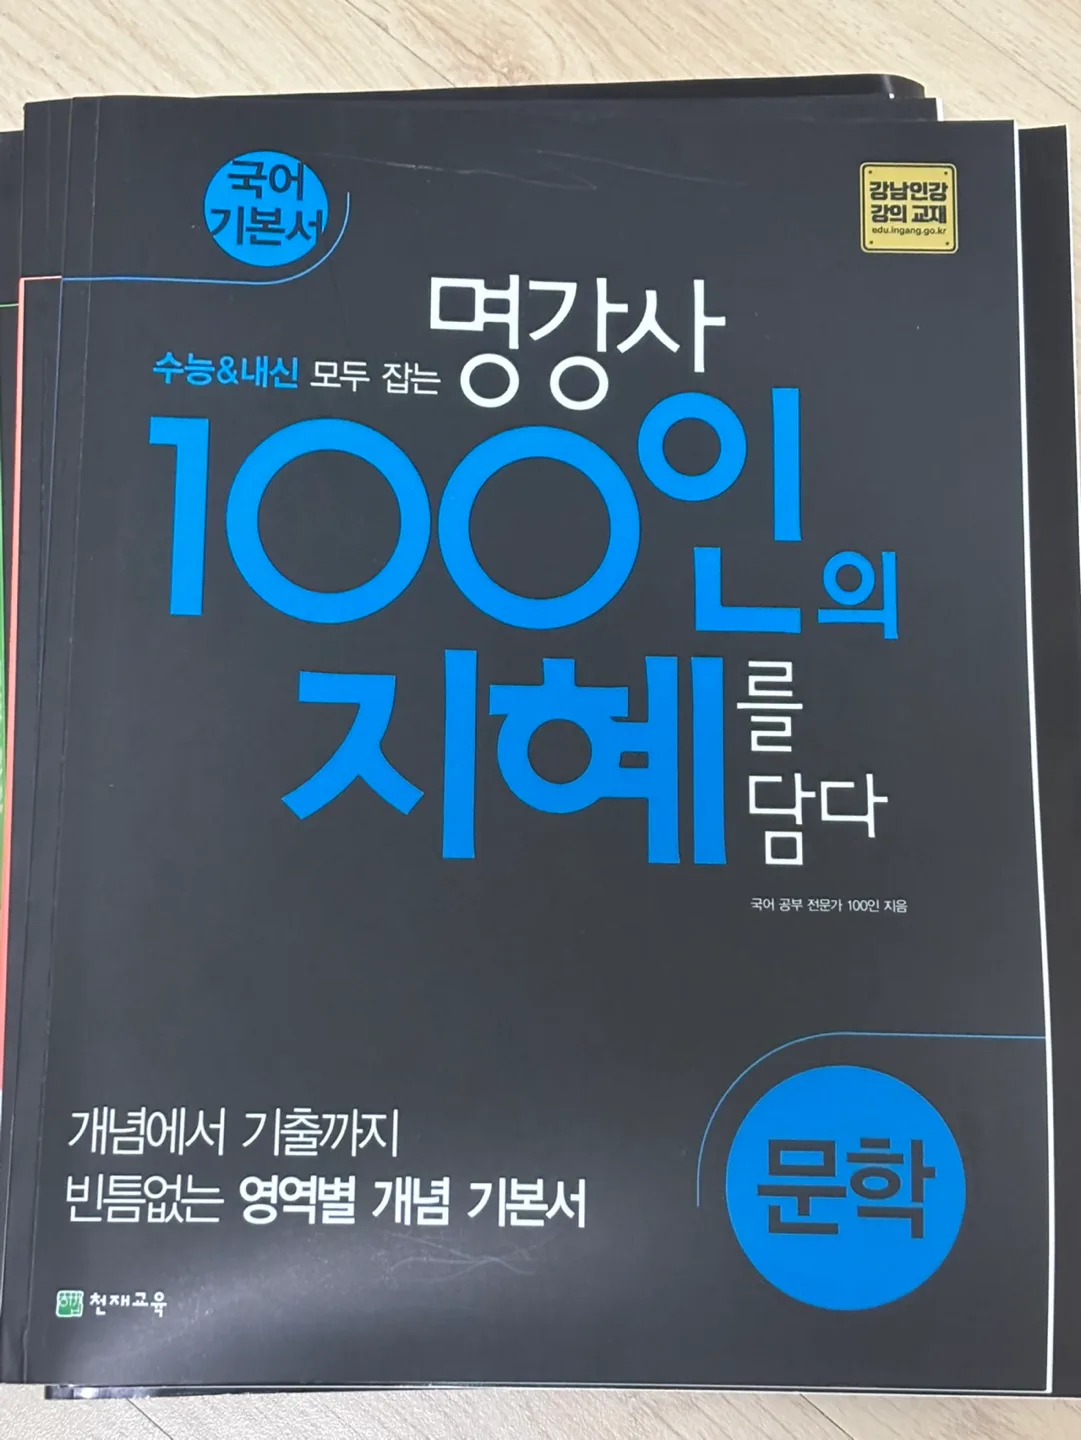 국어
기본서
강남인강
강의 교재
edu.ingang.go.kr
수능&내신 모두 잡는 명강사
100인의
지혜를
담다
국어 공부 전문가 100인 지음
개념에서 기출까지
빈틈없는 영역별 개념 기본서
문학
천재교육